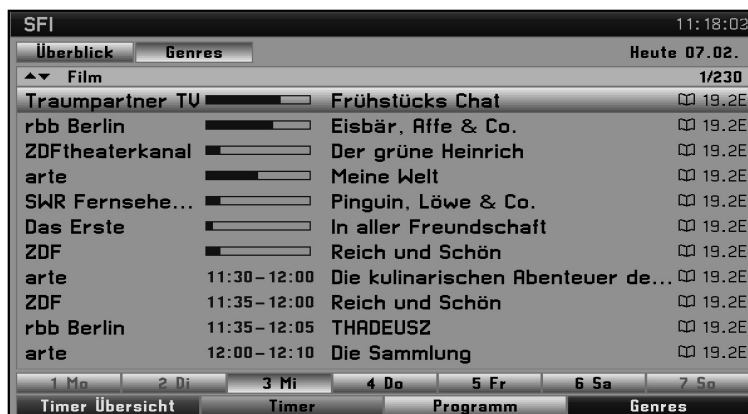 SFI 11:18:03
Überblick Genres Heute 07.02.
Film 1/230
Traumpartner TV Frühstücks Chat 19.2E
rbb Berlin Eisbär, Affe & Co. 19.2E
ZDFtheaterkanal Der grüne Heinrich 19.2E
arte Meine Welt 19.2E
SWR Fernsehe... Pinguin, Löwe & Co. 19.2E
Das Erste In aller Freundschaft 19.2E
ZDF Reich und Schön 19.2E
arte 11:30-12:00 Die kulinarischen Abenteuer de... 19.2E
ZDF 11:35-12:00 Reich und Schön 19.2E
rbb Berlin 11:35-12:05 THADEUSZ 19.2E
arte 12:00-12:10 Die Sammlung 19.2E
1 Mo 2 Di 3 Mi 4 Do 5 Fr 6 Sa 7 So
Timer Übersicht Timer Programm Genres